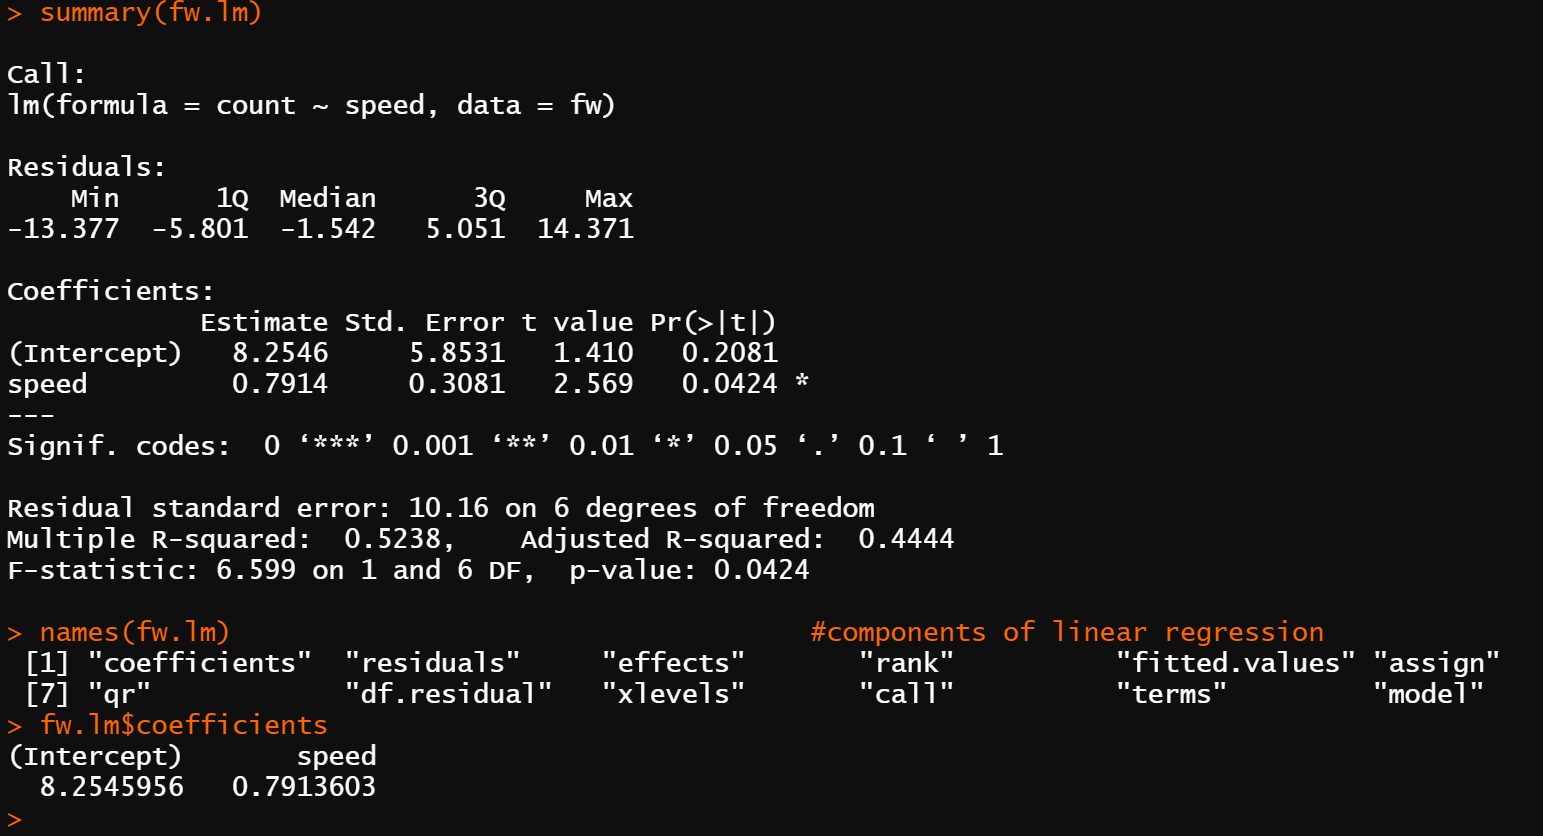 > summary(fw.lm)

Call:
lm(formula = count ~ speed, data = fw)

Residuals:
    Min      1Q  Median      3Q     Max
-13.377  -5.801  -1.542   5.051  14.371

Coefficients:
            Estimate Std. Error t value Pr(>|t|)
(Intercept)   8.2546     5.8531   1.410   0.2081
speed         0.7914     0.3081   2.569   0.0424 *
---
Signif. codes:  0 ‘***’ 0.001 ‘**’ 0.01 ‘*’ 0.05 ‘.’ 0.1 ‘ ’ 1

Residual standard error: 10.16 on 6 degrees of freedom
Multiple R-squared:  0.5238,    Adjusted R-squared:  0.4444
F-statistic: 6.599 on 1 and 6 DF,  p-value: 0.0424

> names(fw.lm)                                    #components of linear regression
 [1] "coefficients"  "residuals"     "effects"       "rank"          "fitted.values" "assign"
 [7] "qr"            "df.residual"   "xlevels"       "call"          "terms"         "model"
> fw.lm$coefficients
(Intercept)       speed
  8.2545956   0.7913603
>